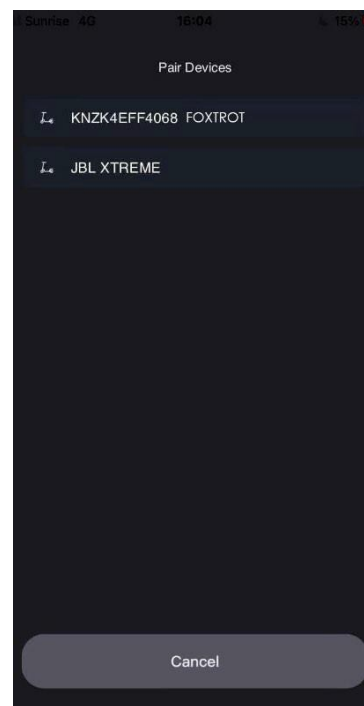 Sunrise 4G 16:04 15%
Pair Devices
KNZK4EFF4068 FOXTROT
JBL XTREME
Cancel